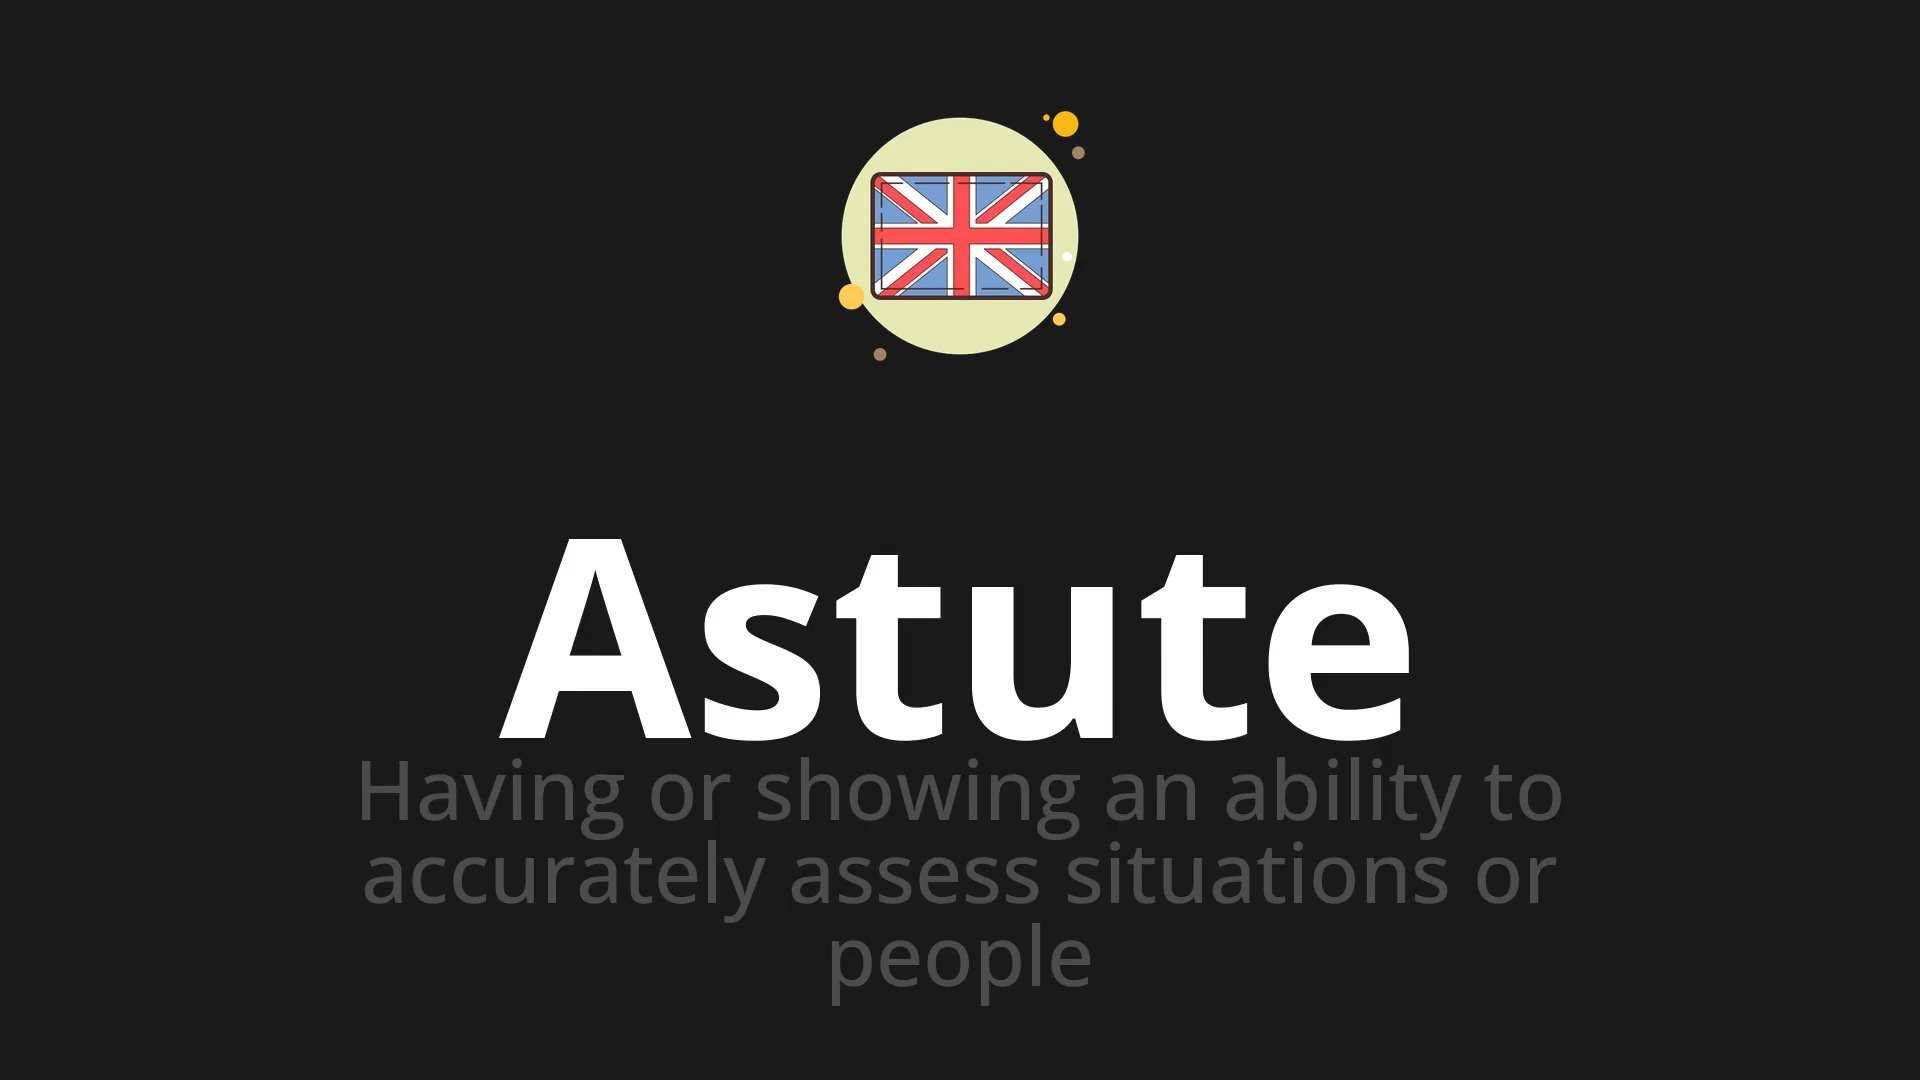 Astute
Having or showing an ability to
accurately assess situations or
people